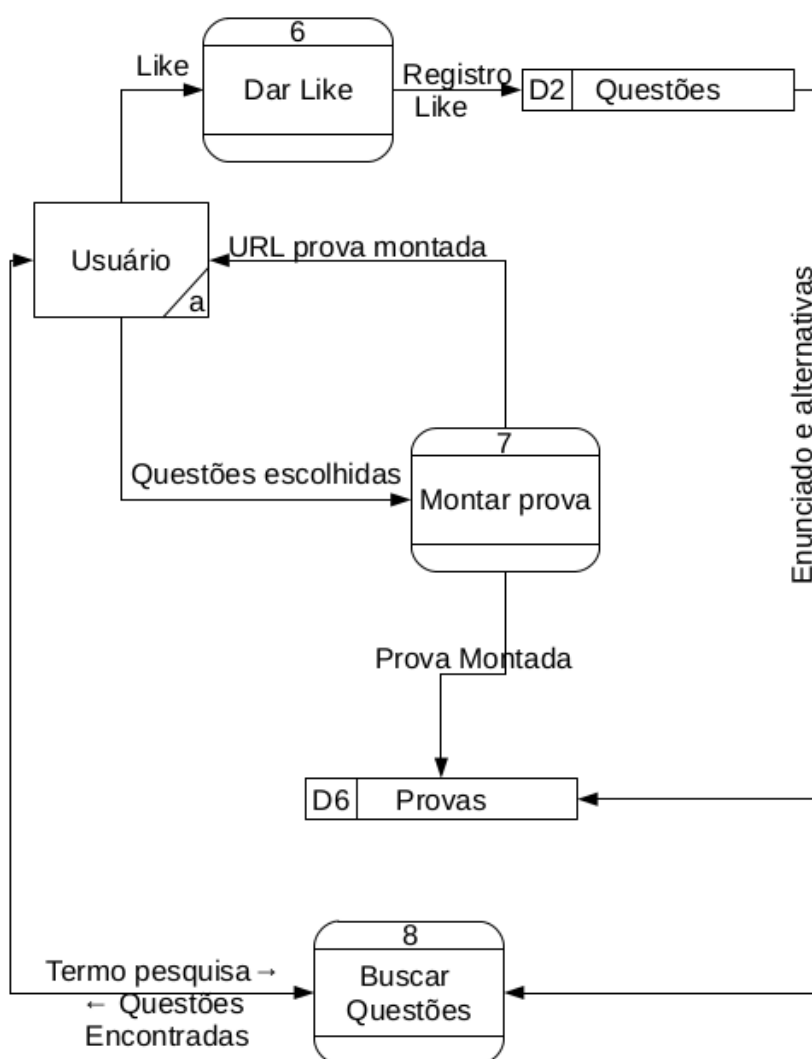 6
Like
Dar Like
Registro
Like
D2
Questões
Usuário
a
URL prova montada
Enunciado e alternativas
7
Questões escolhidas
Montar prova
Prova Montada
D6
Provas
8
Termo pesquisa →
← Questões
Encontradas
Buscar
Questões